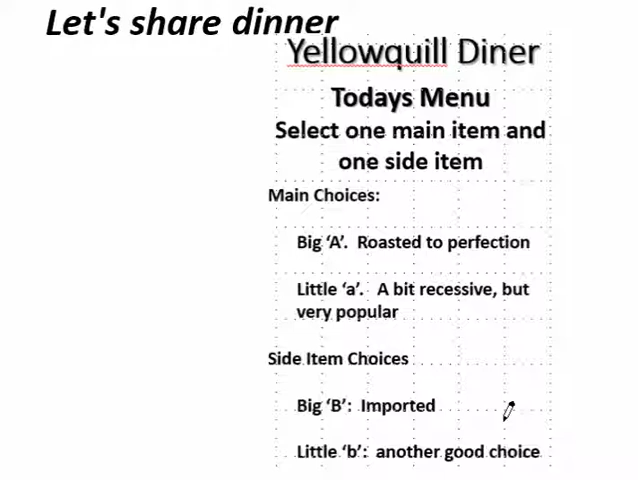 Let's share dinner
Yellowquill Diner
Todays Menu
Select one main item and
one side item
Main Choices:
Big ‘A’.  Roasted to perfection
Little ‘a’.   A bit recessive, but
very popular
Side Item Choices
Big ‘B’:  Imported
Little ‘b’:  another good choice